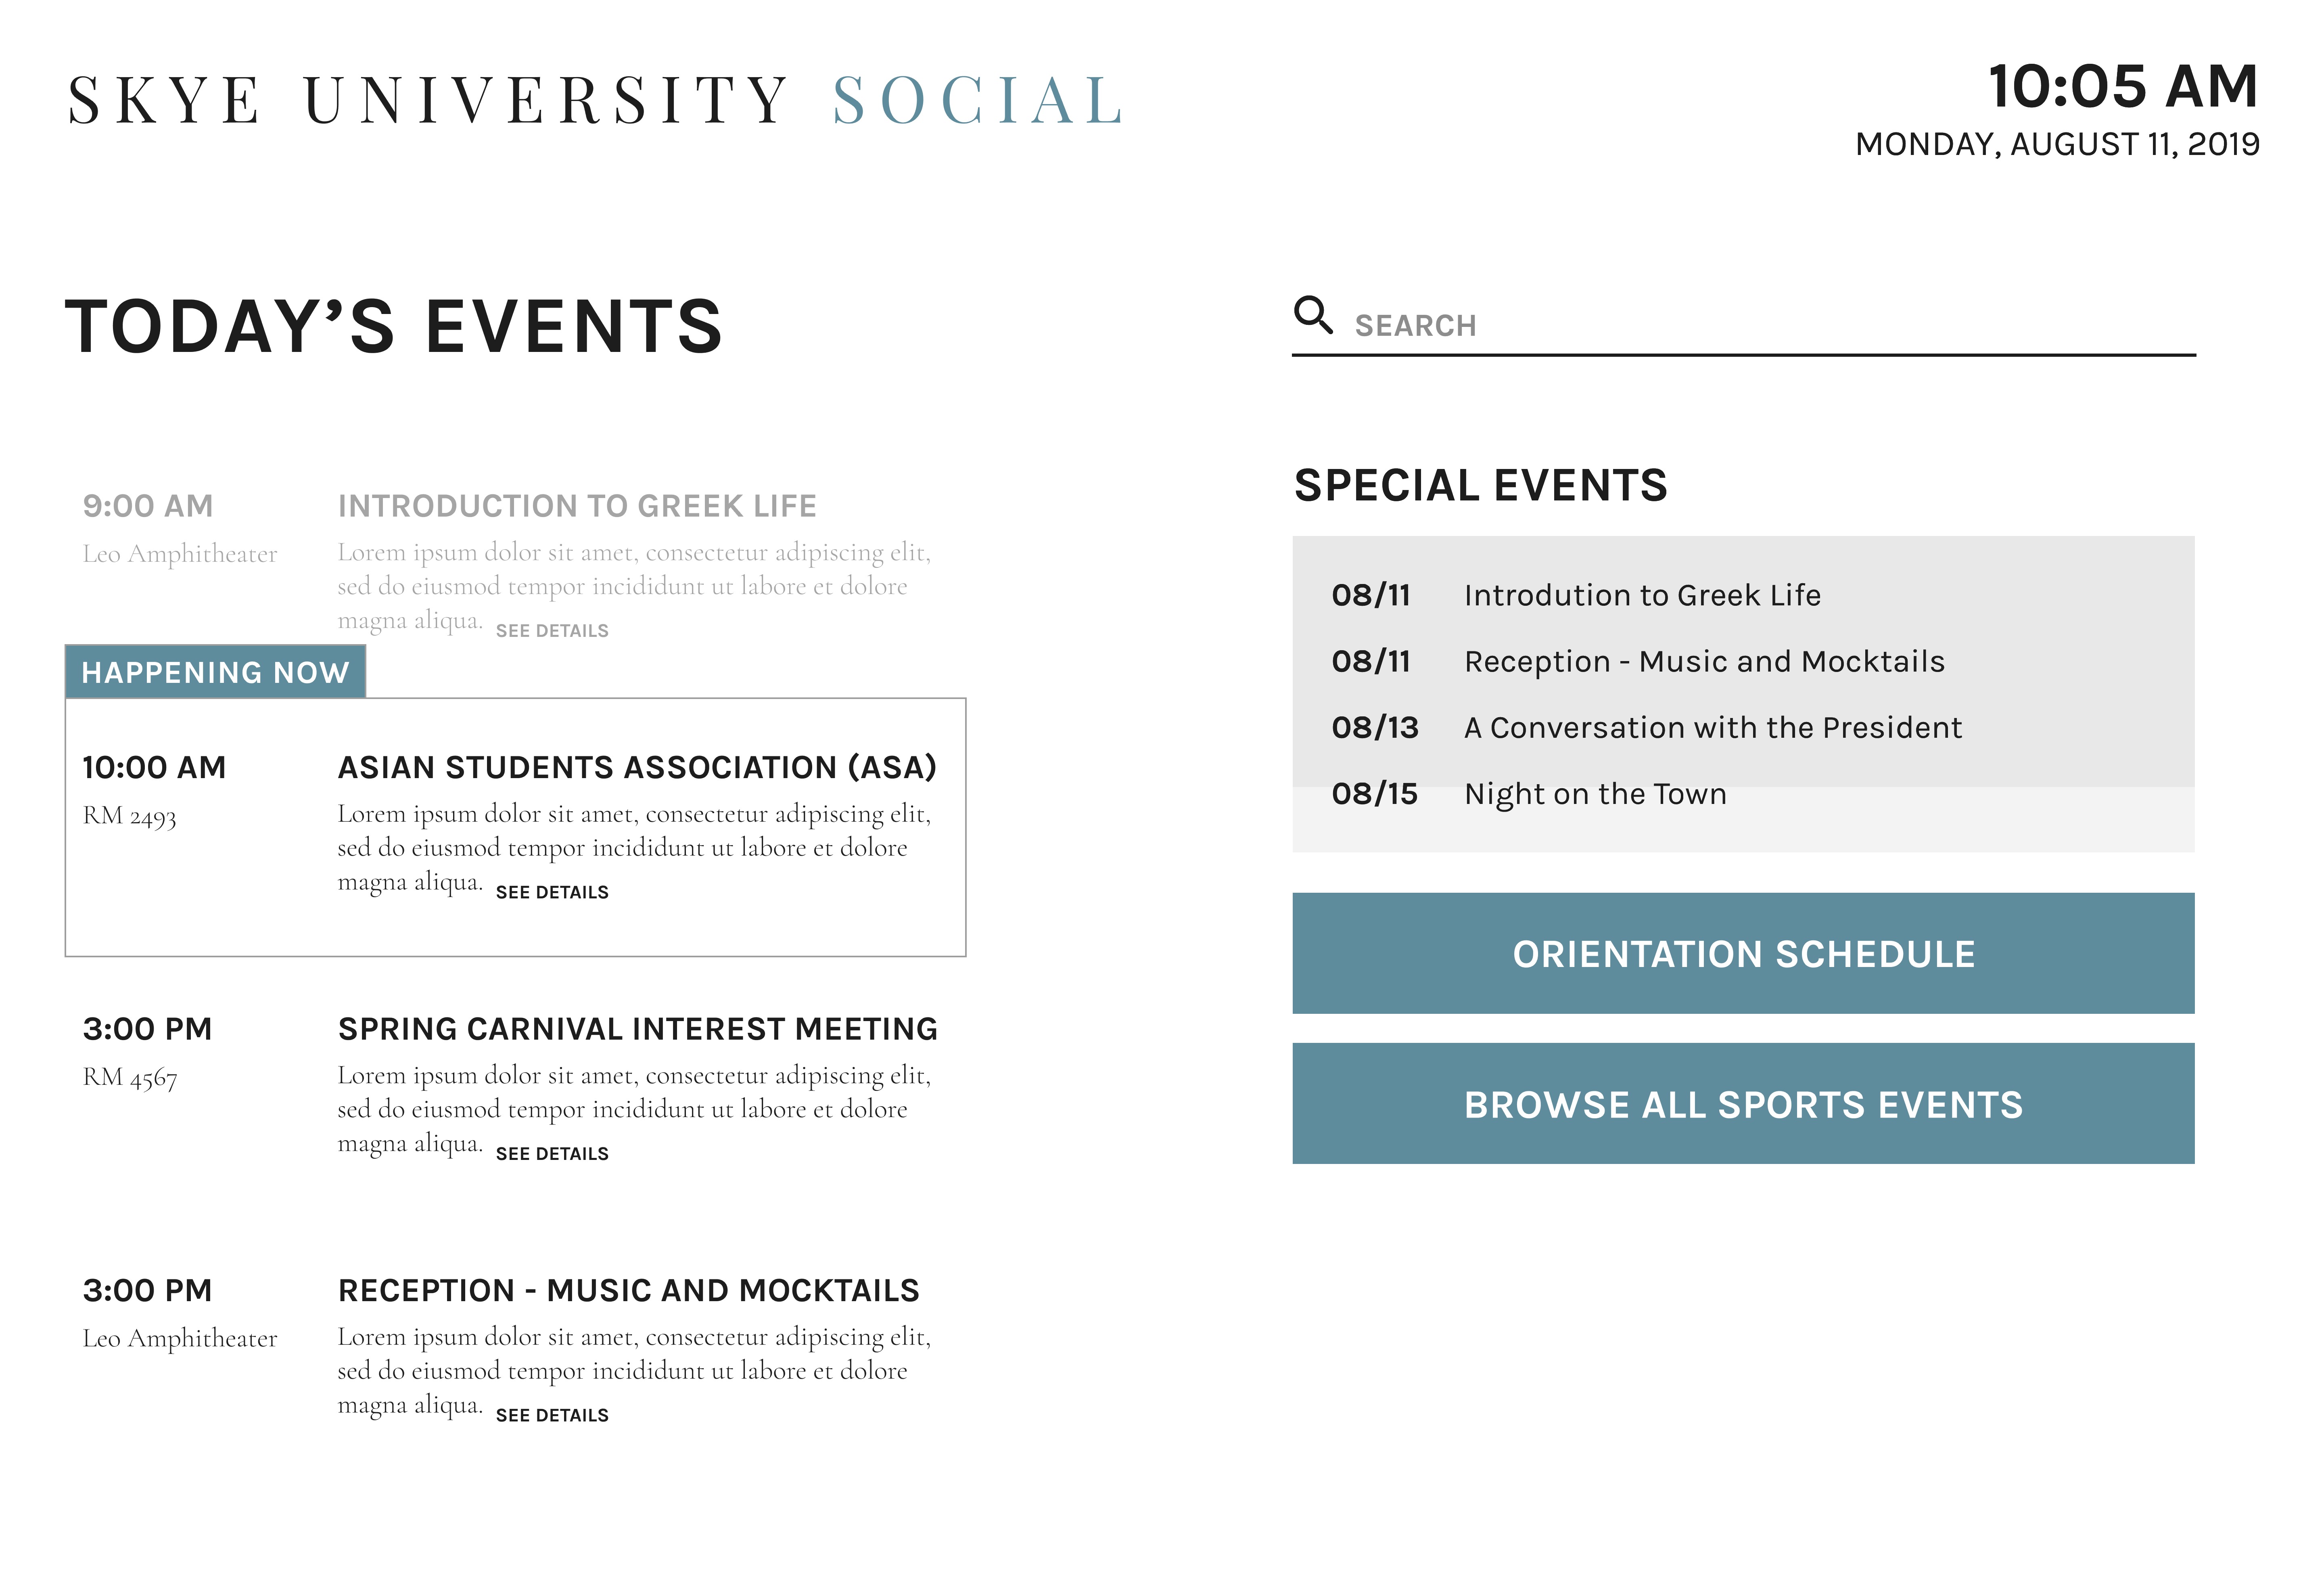 SKYE UNIVERSITY SOCIAL
10:05 AM
MONDAY, AUGUST 11, 2019
TODAY’S EVENTS
9:00 AM
Leo Amphitheater
INTRODUCTION TO GREEK LIFE
Lorem ipsum dolor sit amet, consectetur adipiscing elit,
sed do eiusmod tempor incididunt ut labore et dolore
magna aliqua. SEE DETAILS
HAPPENING NOW
10:00 AM
RM 2493
ASIAN STUDENTS ASSOCIATION (ASA)
Lorem ipsum dolor sit amet, consectetur adipiscing elit,
sed do eiusmod tempor incididunt ut labore et dolore
magna aliqua. SEE DETAILS
3:00 PM
RM 4567
SPRING CARNIVAL INTEREST MEETING
Lorem ipsum dolor sit amet, consectetur adipiscing elit,
sed do eiusmod tempor incididunt ut labore et dolore
magna aliqua. SEE DETAILS
3:00 PM
Leo Amphitheater
RECEPTION - MUSIC AND MOCKTAILS
Lorem ipsum dolor sit amet, consectetur adipiscing elit,
sed do eiusmod tempor incididunt ut labore et dolore
magna aliqua. SEE DETAILS
SEARCH
SPECIAL EVENTS
08/11 Introdution to Greek Life
08/11 Reception - Music and Mocktails
08/13 A Conversation with the President
08/15 Night on the Town
ORIENTATION SCHEDULE
BROWSE ALL SPORTS EVENTS